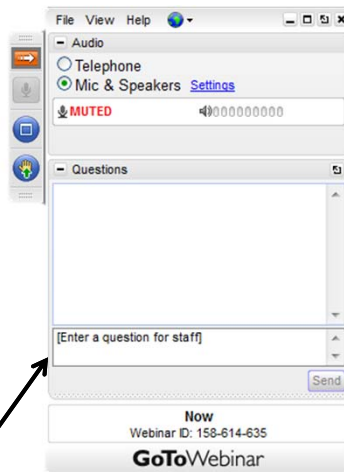 File View Help
Audio
Telephone
Mic & Speakers Settings
MUTED 000000000
Questions
[Enter a question for staff]
Send
Now
Webinar ID: 158-614-635
GoToWebinar